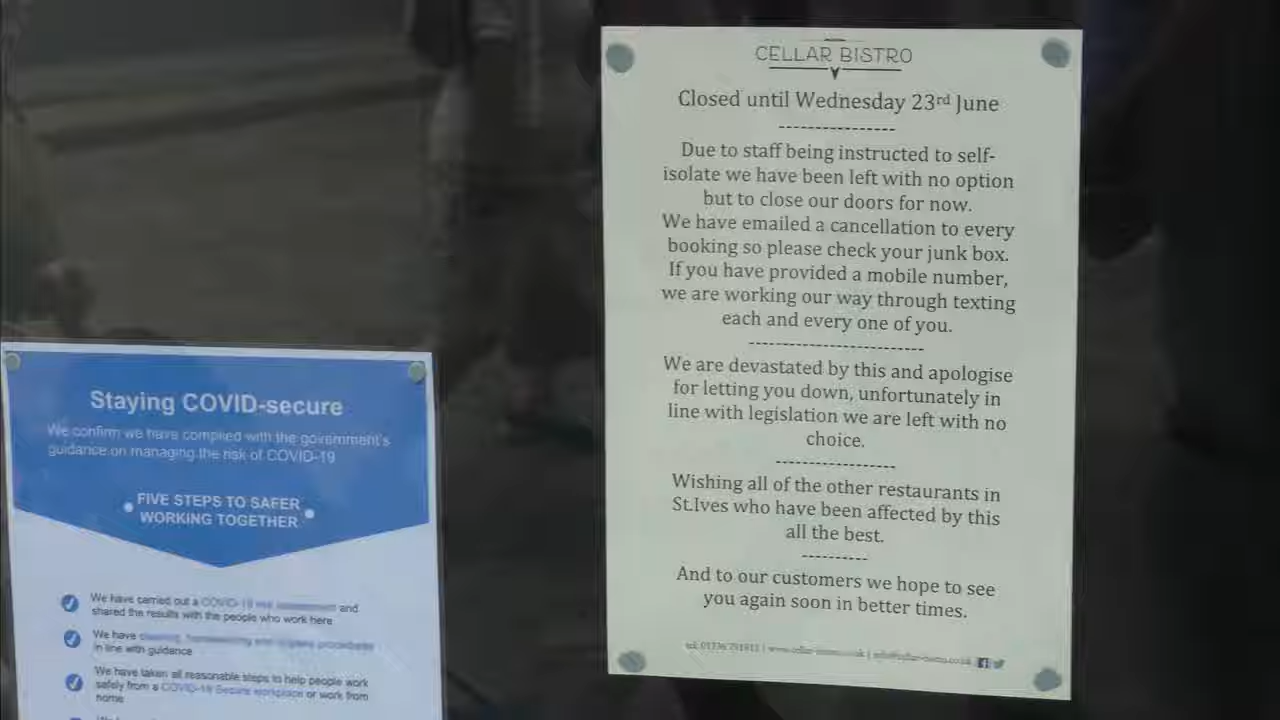 CELLAR BISTRO
Closed until Wednesday 23rd June
---------------
Due to staff being instructed to self-
isolate we have been left with no option
but to close our doors for now.
We have emailed a cancellation to every
booking so please check your junk box.
If you have provided a mobile number,
we are working our way through texting
each and every one of you.
----------------------
We are devastated by this and apologise
for letting you down, unfortunately in
line with legislation we are left with no
choice.
---------------
Wishing all of the other restaurants in
St.Ives who have been affected by this
all the best.
----------
And to our customers we hope to see
you again soon in better times.
Staying COVID-secure
We confirm we have complied with the government's
guidance on managing the risk of COVID-19
FIVE STEPS TO SAFER
WORKING TOGETHER
We have carried out a COVID-19 risk assessment and
shared the results with the people who work here
We have cleaning, handwashing and hygiene procedures
in line with guidance
We have taken all reasonable steps to help people work
safely from a COVID-19 Secure workplace or work from
home